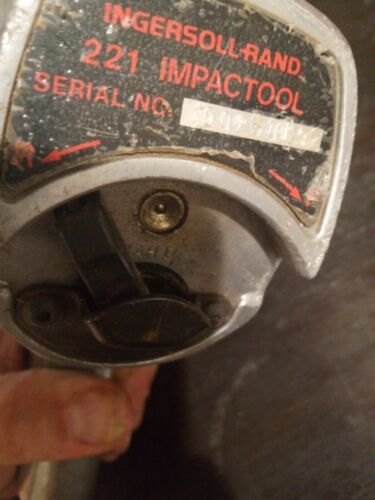 INGERSOLL-RAND
221 IMPACTOOL
SERIAL NO.
R
F